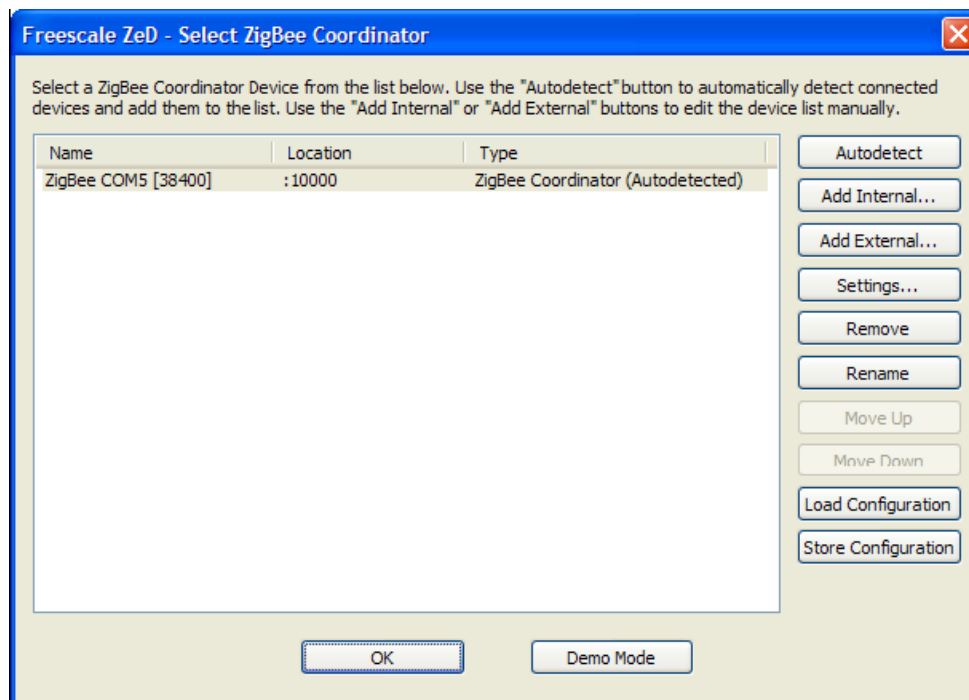 Freescale ZeD - Select ZigBee Coordinator
Select a ZigBee Coordinator Device from the list below. Use the "Autodetect" button to automatically detect connected
devices and add them to the list. Use the "Add Internal" or "Add External" buttons to edit the device list manually.
Name Location Type
ZigBee COM5 [38400] :10000 ZigBee Coordinator (Autodetected)
Autodetect
Add Internal...
Add External...
Settings...
Remove
Rename
Move Up
Move Down
Load Configuration
Store Configuration
OK Demo Mode